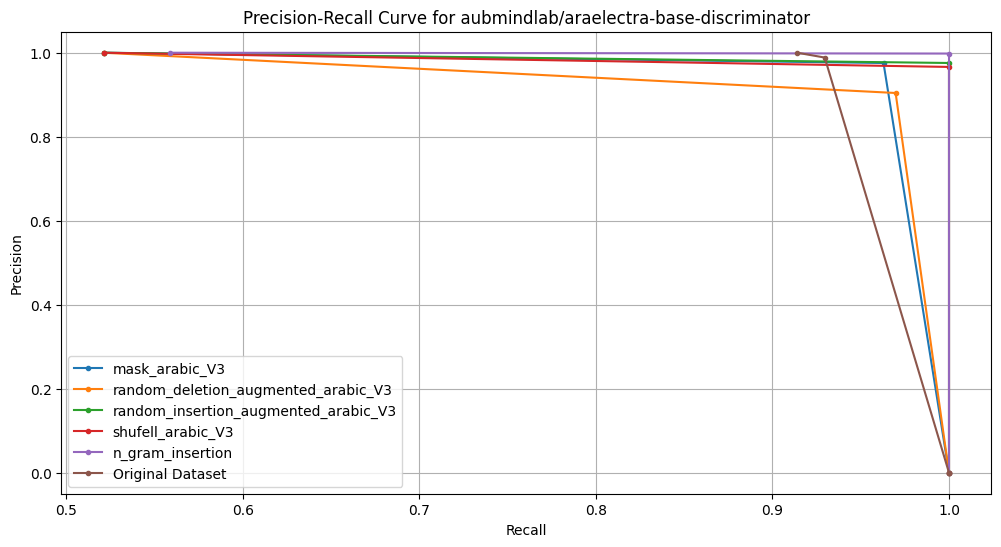 Precision-Recall Curve for aubmindlab/araelectra-base-discriminator
1.0
0.8
0.6
0.4
0.2
0.0
Precision
mask_arabic_V3
random_deletion_augmented_arabic_V3
random_insertion_augmented_arabic_V3
shufell_arabic_V3
n_gram_insertion
Original Dataset
0.5 0.6 0.7 0.8 0.9 1.0
Recall